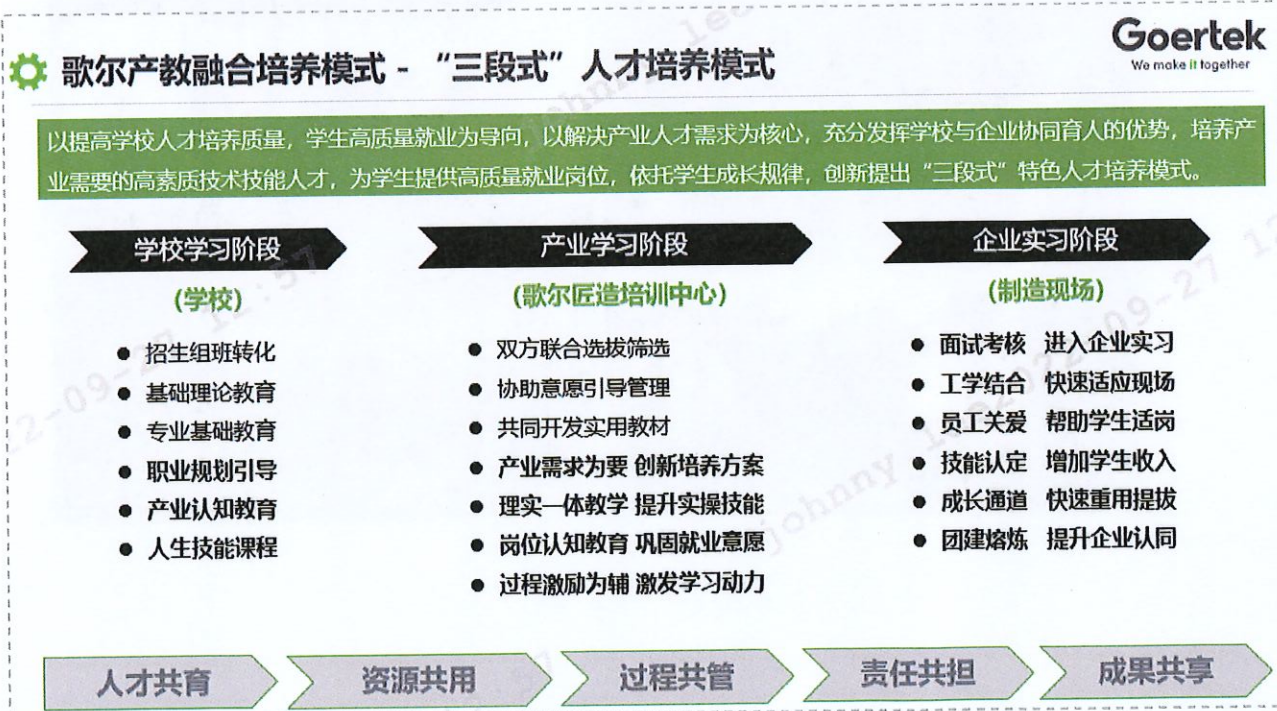 Goertek
We make it together
歌尔产教融合培养模式 - “三段式”人才培养模式
以提高学校人才培养质量，学生高质量就业为导向，以解决产业人才需求为核心，充分发挥学校与企业协同育人的优势，培养产
业需要的高素质技术技能人才，为学生提供高质量就业岗位，依托学生成长规律，创新提出“三段式”特色人才培养模式。
学校学习阶段
(学校)
招生组班转化
基础理论教育
专业基础教育
职业规划引导
产业认知教育
人生技能课程
产业学习阶段
(歌尔匠造培训中心)
双方联合选拔筛选
协助意愿引导管理
共同开发实用教材
产业需求为要 创新培养方案
理实一体教学 提升实操技能
岗位认知教育 巩固就业意愿
过程激励为辅 激发学习动力
企业实习阶段
(制造现场)
面试考核 进入企业实习
工学结合 快速适应现场
员工关爱 帮助学生适岗
技能认定 增加学生收入
成长通道 快速重用提拔
团建熔炼 提升企业认同
人才共育
资源共用
过程共管
责任共担
成果共享